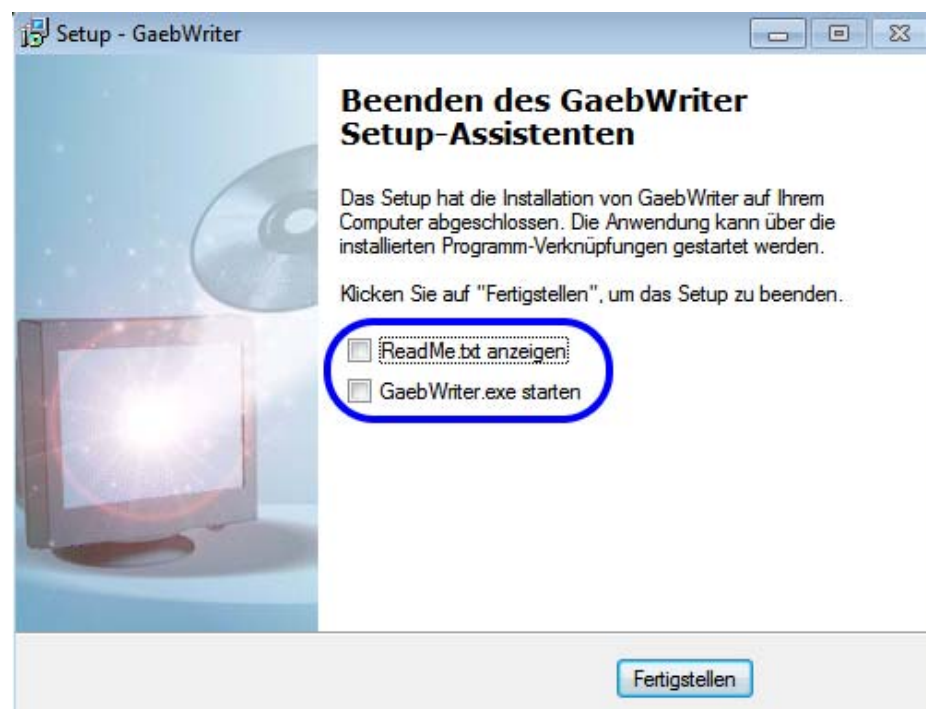 Setup - GaebWriter
Beenden des GaebWriter
Setup-Assistenten
Das Setup hat die Installation von GaebWriter auf Ihrem
Computer abgeschlossen. Die Anwendung kann über die
installierten Programm-Verknüpfungen gestartet werden.
Klicken Sie auf "Fertigstellen", um das Setup zu beenden.
ReadMe.txt anzeigen
GaebWriter.exe starten
Fertigstellen